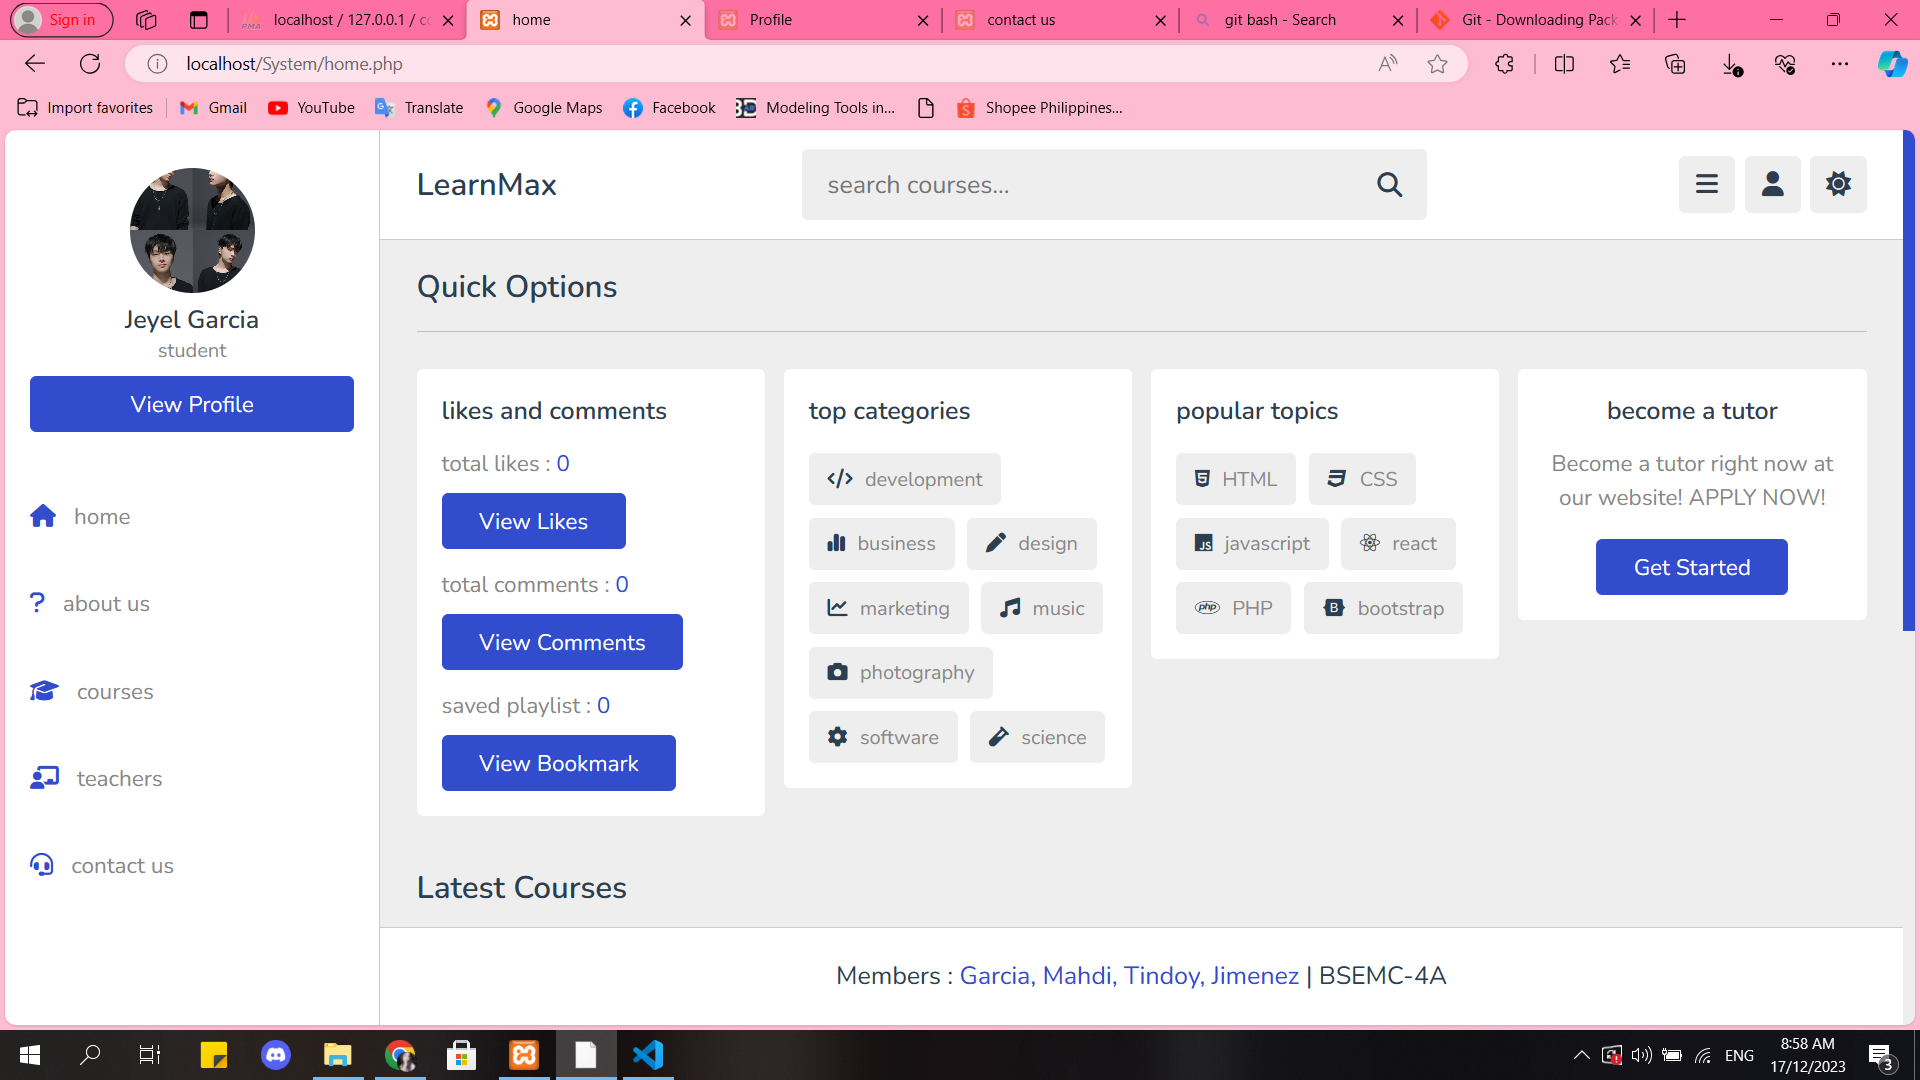 Sign in
localhost / 127.0.0.1 / co
home
Profile
contact us
git bash - Search
Git - Downloading Pack
localhost/System/home.php
Import favorites
Gmail
YouTube
Translate
Google Maps
Facebook
Modeling Tools in...
Shopee Philippines...
LearnMax
search courses...
Jeyel Garcia
student
View Profile
home
about us
courses
teachers
contact us
Quick Options
likes and comments
total likes : 0
View Likes
total comments : 0
View Comments
saved playlist : 0
View Bookmark
top categories
development
business design
marketing music
photography
software science
popular topics
HTML CSS
javascript react
PHP bootstrap
become a tutor
Become a tutor right now at
our website! APPLY NOW!
Get Started
Latest Courses
Members : Garcia, Mahdi, Tindoy, Jimenez | BSEMC-4A
ENG
8:58 AM
17/12/2023
3